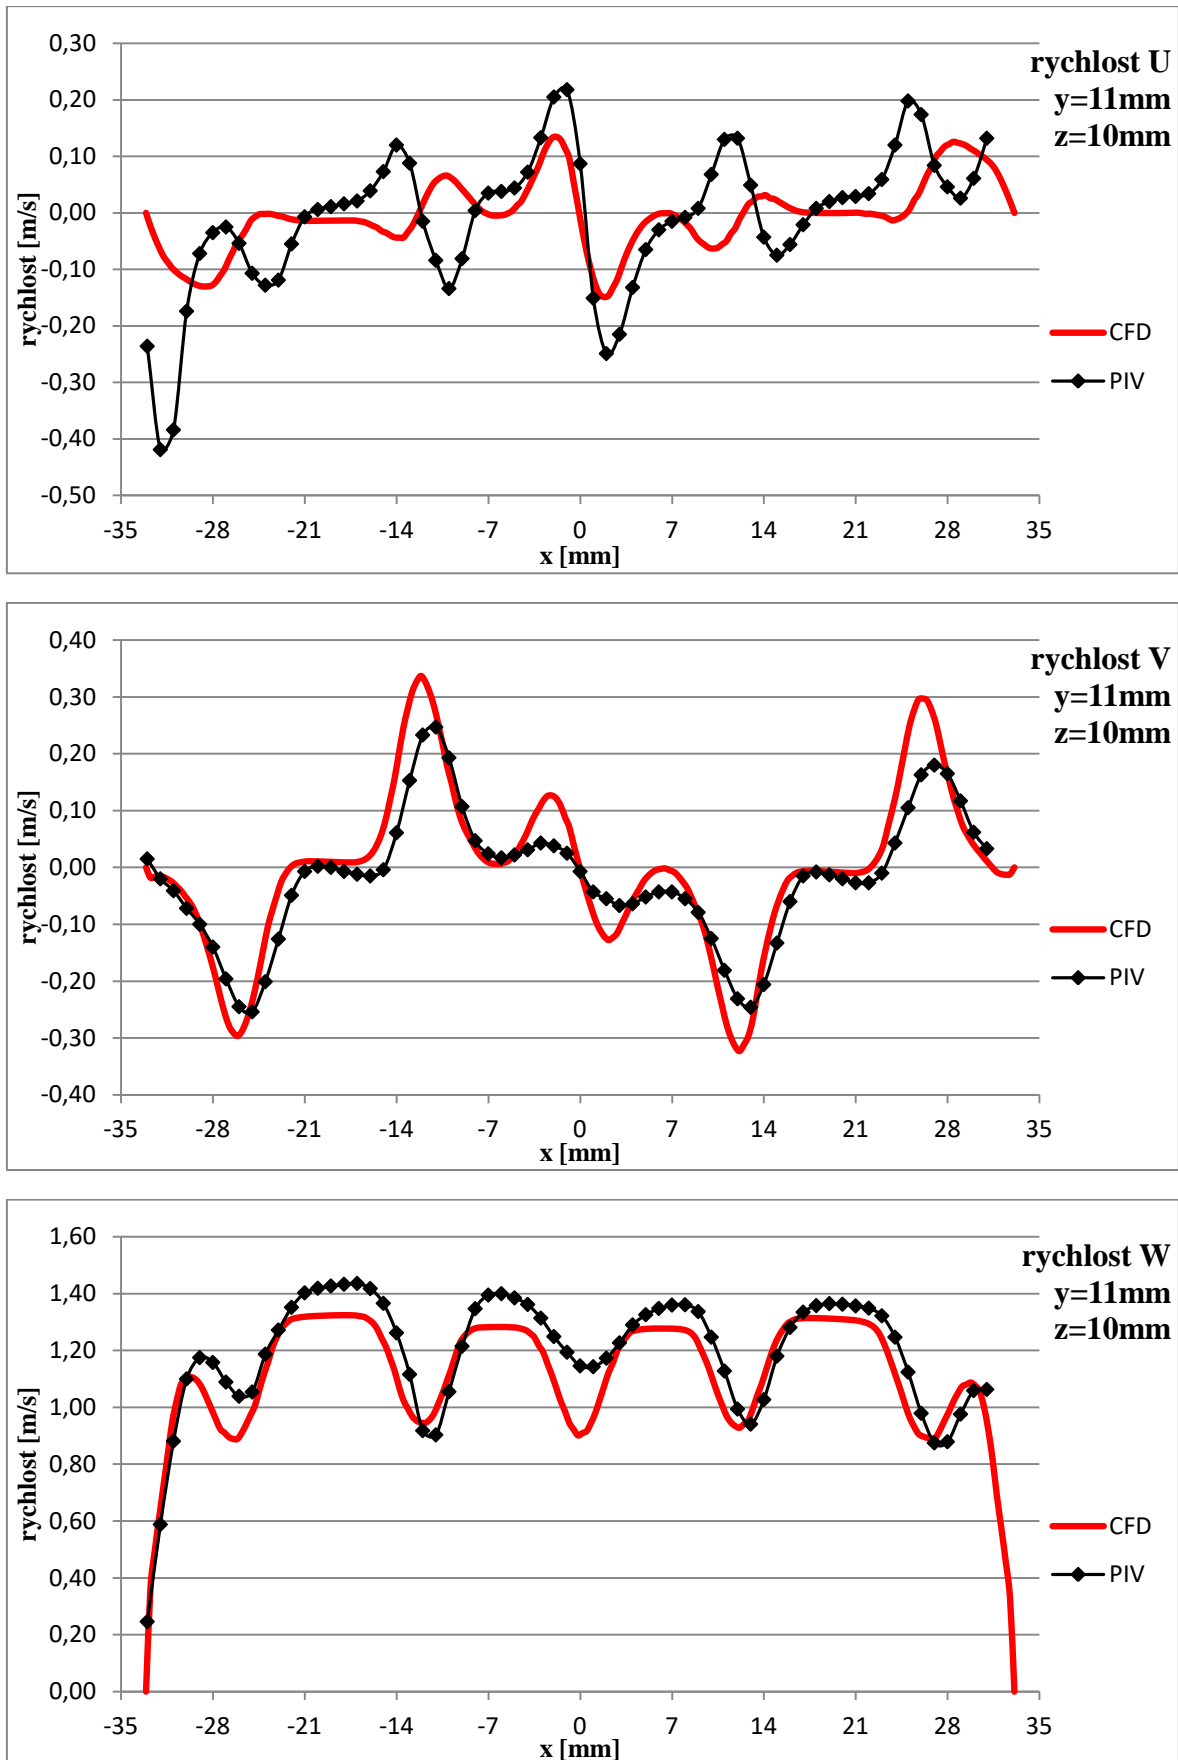 rychlost U
y=11mm
z=10mm
0,30
0,20
0,10
0,00
-0,10
-0,20
-0,30
-0,40
-0,50
rychlost [m/s]
-35 -28 -21 -14 -7 0 7 14 21 28 35
x [mm]
CFD
PIV
rychlost V
y=11mm
z=10mm
0,40
0,30
0,20
0,10
0,00
-0,10
-0,20
-0,30
-0,40
rychlost [m/s]
-35 -28 -21 -14 -7 0 7 14 21 28 35
x [mm]
CFD
PIV
rychlost W
y=11mm
z=10mm
1,60
1,40
1,20
1,00
0,80
0,60
0,40
0,20
0,00
rychlost [m/s]
-35 -28 -21 -14 -7 0 7 14 21 28 35
x [mm]
CFD
PIV